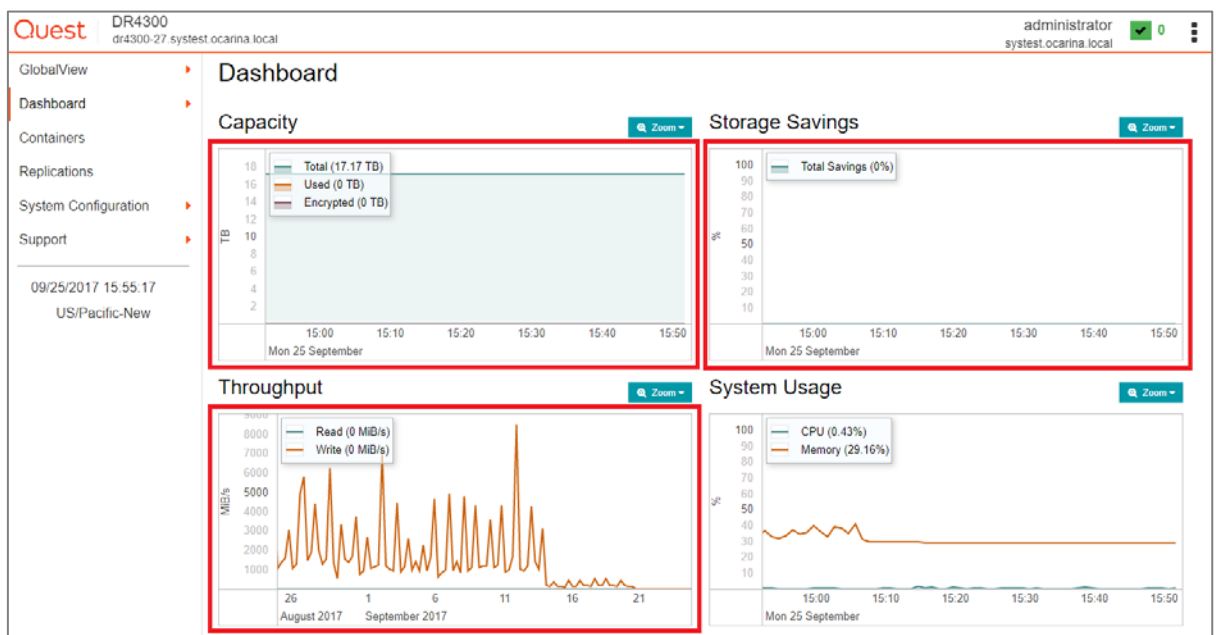 Quest
DR4300
dr4300-27.systest.ocarina.local
administrator
systest.ocarina.local
0
GlobalView
Dashboard
Containers
Replications
System Configuration
Support
09/25/2017 15:55:17
US/Pacific-New
Dashboard
Capacity
Zoom
Total (17.17 TB)
Used (0 TB)
Encrypted (0 TB)
TB
18
16
14
12
10
8
6
4
2
15:00 15:10 15:20 15:30 15:40 15:50
Mon 25 September
Storage Savings
Zoom
Total Savings (0%)
%
100
90
80
70
60
50
40
30
20
10
15:00 15:10 15:20 15:30 15:40 15:50
Mon 25 September
Throughput
Zoom
Read (0 MiB/s)
Write (0 MiB/s)
MiB/s
9000
8000
7000
6000
5000
4000
3000
2000
1000
26 1 6 11 16 21
August 2017 September 2017
System Usage
Zoom
CPU (0.43%)
Memory (29.16%)
%
100
90
80
70
60
50
40
30
20
10
15:00 15:10 15:20 15:30 15:40 15:50
Mon 25 September